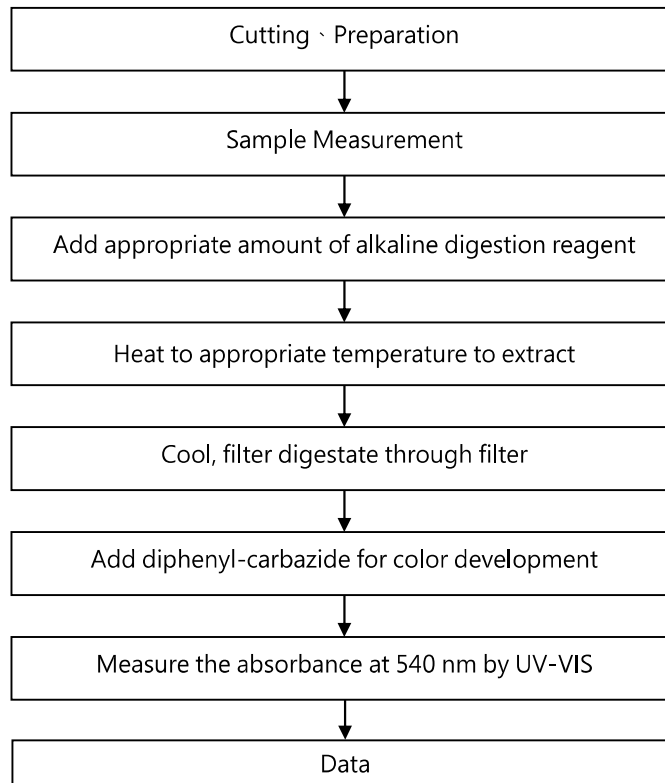 Cutting、Preparation
Sample Measurement
Add appropriate amount of alkaline digestion reagent
Heat to appropriate temperature to extract
Cool, filter digestate through filter
Add diphenyl-carbazide for color development
Measure the absorbance at 540 nm by UV-VIS
Data